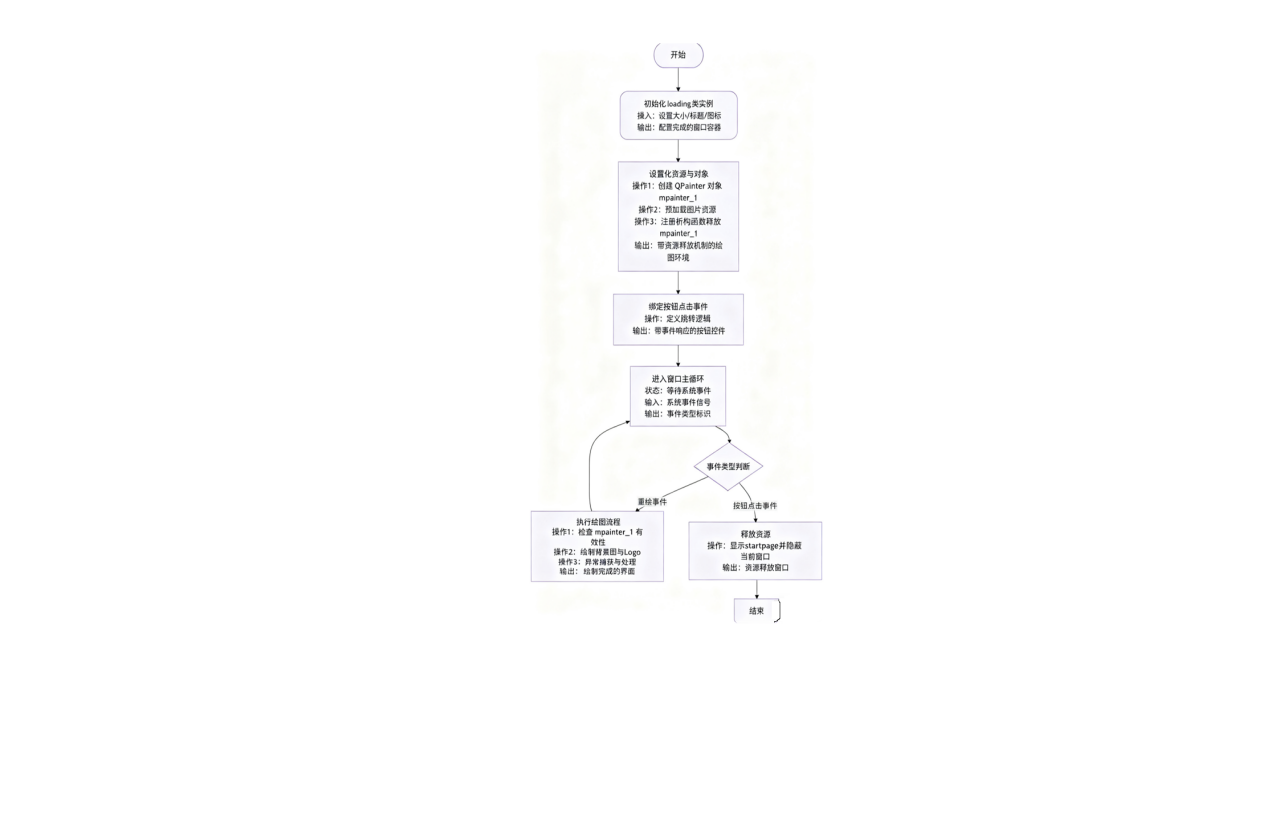 开始
初始化loading类实例
操入：设置大小/标题/图标
输出：配置完成的窗口容器
设置化资源与对象
操作1：创建 QPainter 对象
mpainter_1
操作2：预加载图片资源
操作3：注册析构函数释放
mpainter_1
输出：带资源释放机制的绘
图环境
绑定按钮点击事件
操作：定义跳转逻辑
输出：带事件响应的按钮控件
进入窗口主循环
状态：等待系统事件
输入：系统事件信号
输出：事件类型标识
事件类型判断
重绘事件
按钮点击事件
执行绘图流程
操作1：检查 mpainter_1 有
效性
操作2：绘制背景图与Logo
操作3：异常捕获与处理
输出： 绘制完成的界面
释放资源
操作：显示startpage并隐藏
当前窗口
输出：资源释放窗口
结束